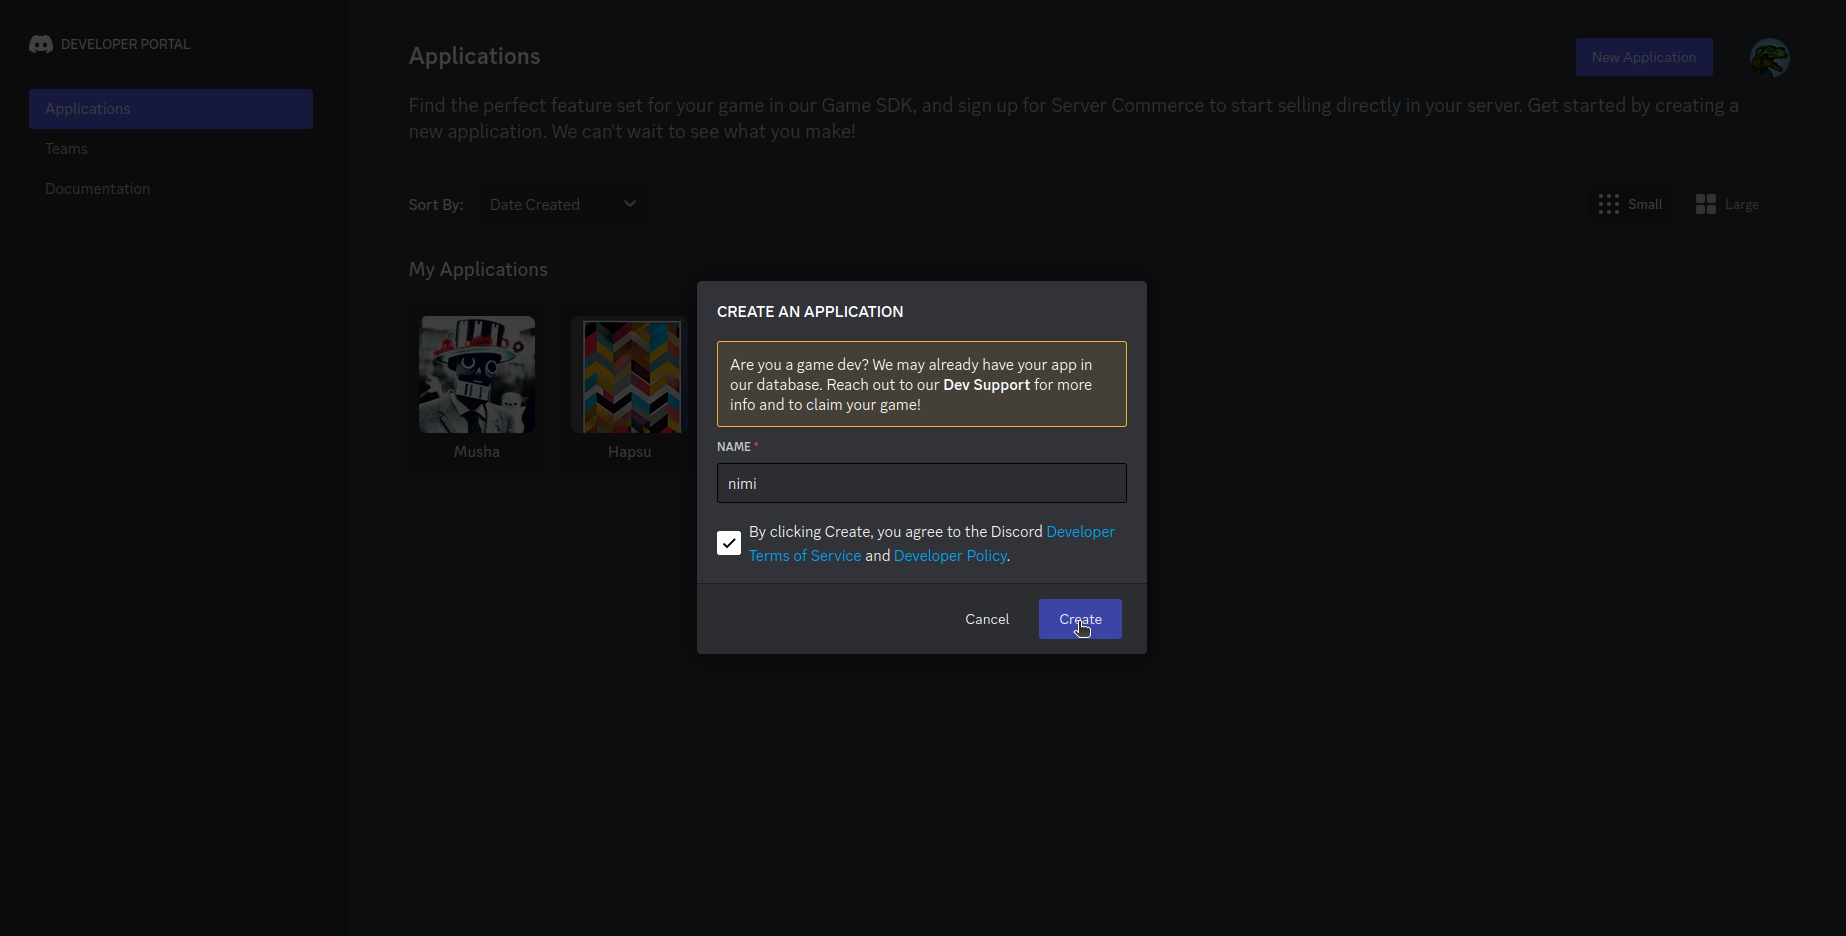 DEVELOPER PORTAL
Applications
Teams
Documentation
Applications
New Application
Find the perfect feature set for your game in our Game SDK, and sign up for Server Commerce to start selling directly in your server. Get started by creating a
new application. We can't wait to see what you make!
Sort By:
Date Created
Small
Large
My Applications
Musha
Hapsu
CREATE AN APPLICATION
Are you a game dev? We may already have your app in
our database. Reach out to our Dev Support for more
info and to claim your game!
NAME *
nimi
By clicking Create, you agree to the Discord Developer
Terms of Service and Developer Policy.
Cancel
Create